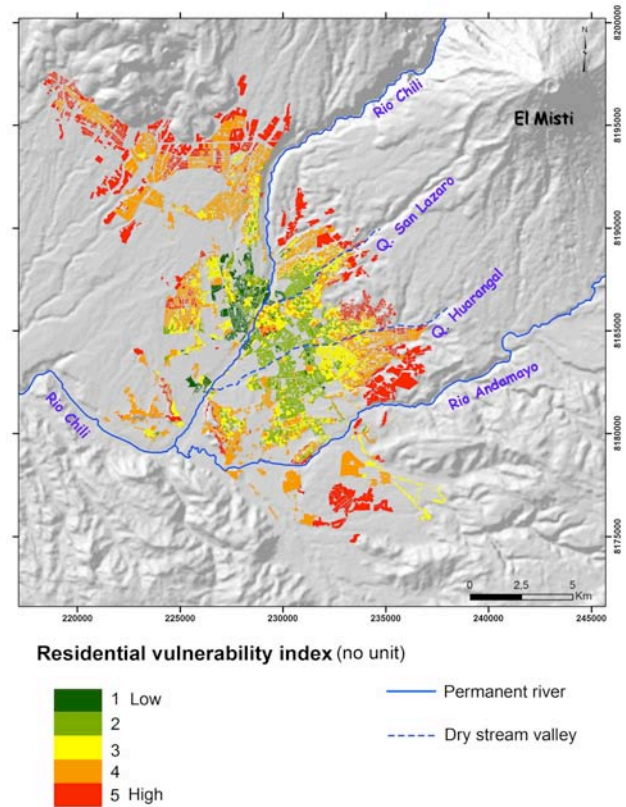 8200000
N
Rio Chili
El Misti
8195000
Q. San Lazaro
8190000
Q. Huarangal
8185000
Rio Andamayo
Rio Chili
8180000
8175000
0 2.5 5
Km
220000 225000 230000 235000 240000 245000
Residential vulnerability index (no unit)
1 Low
2
3
4
5 High
Permanent river
Dry stream valley